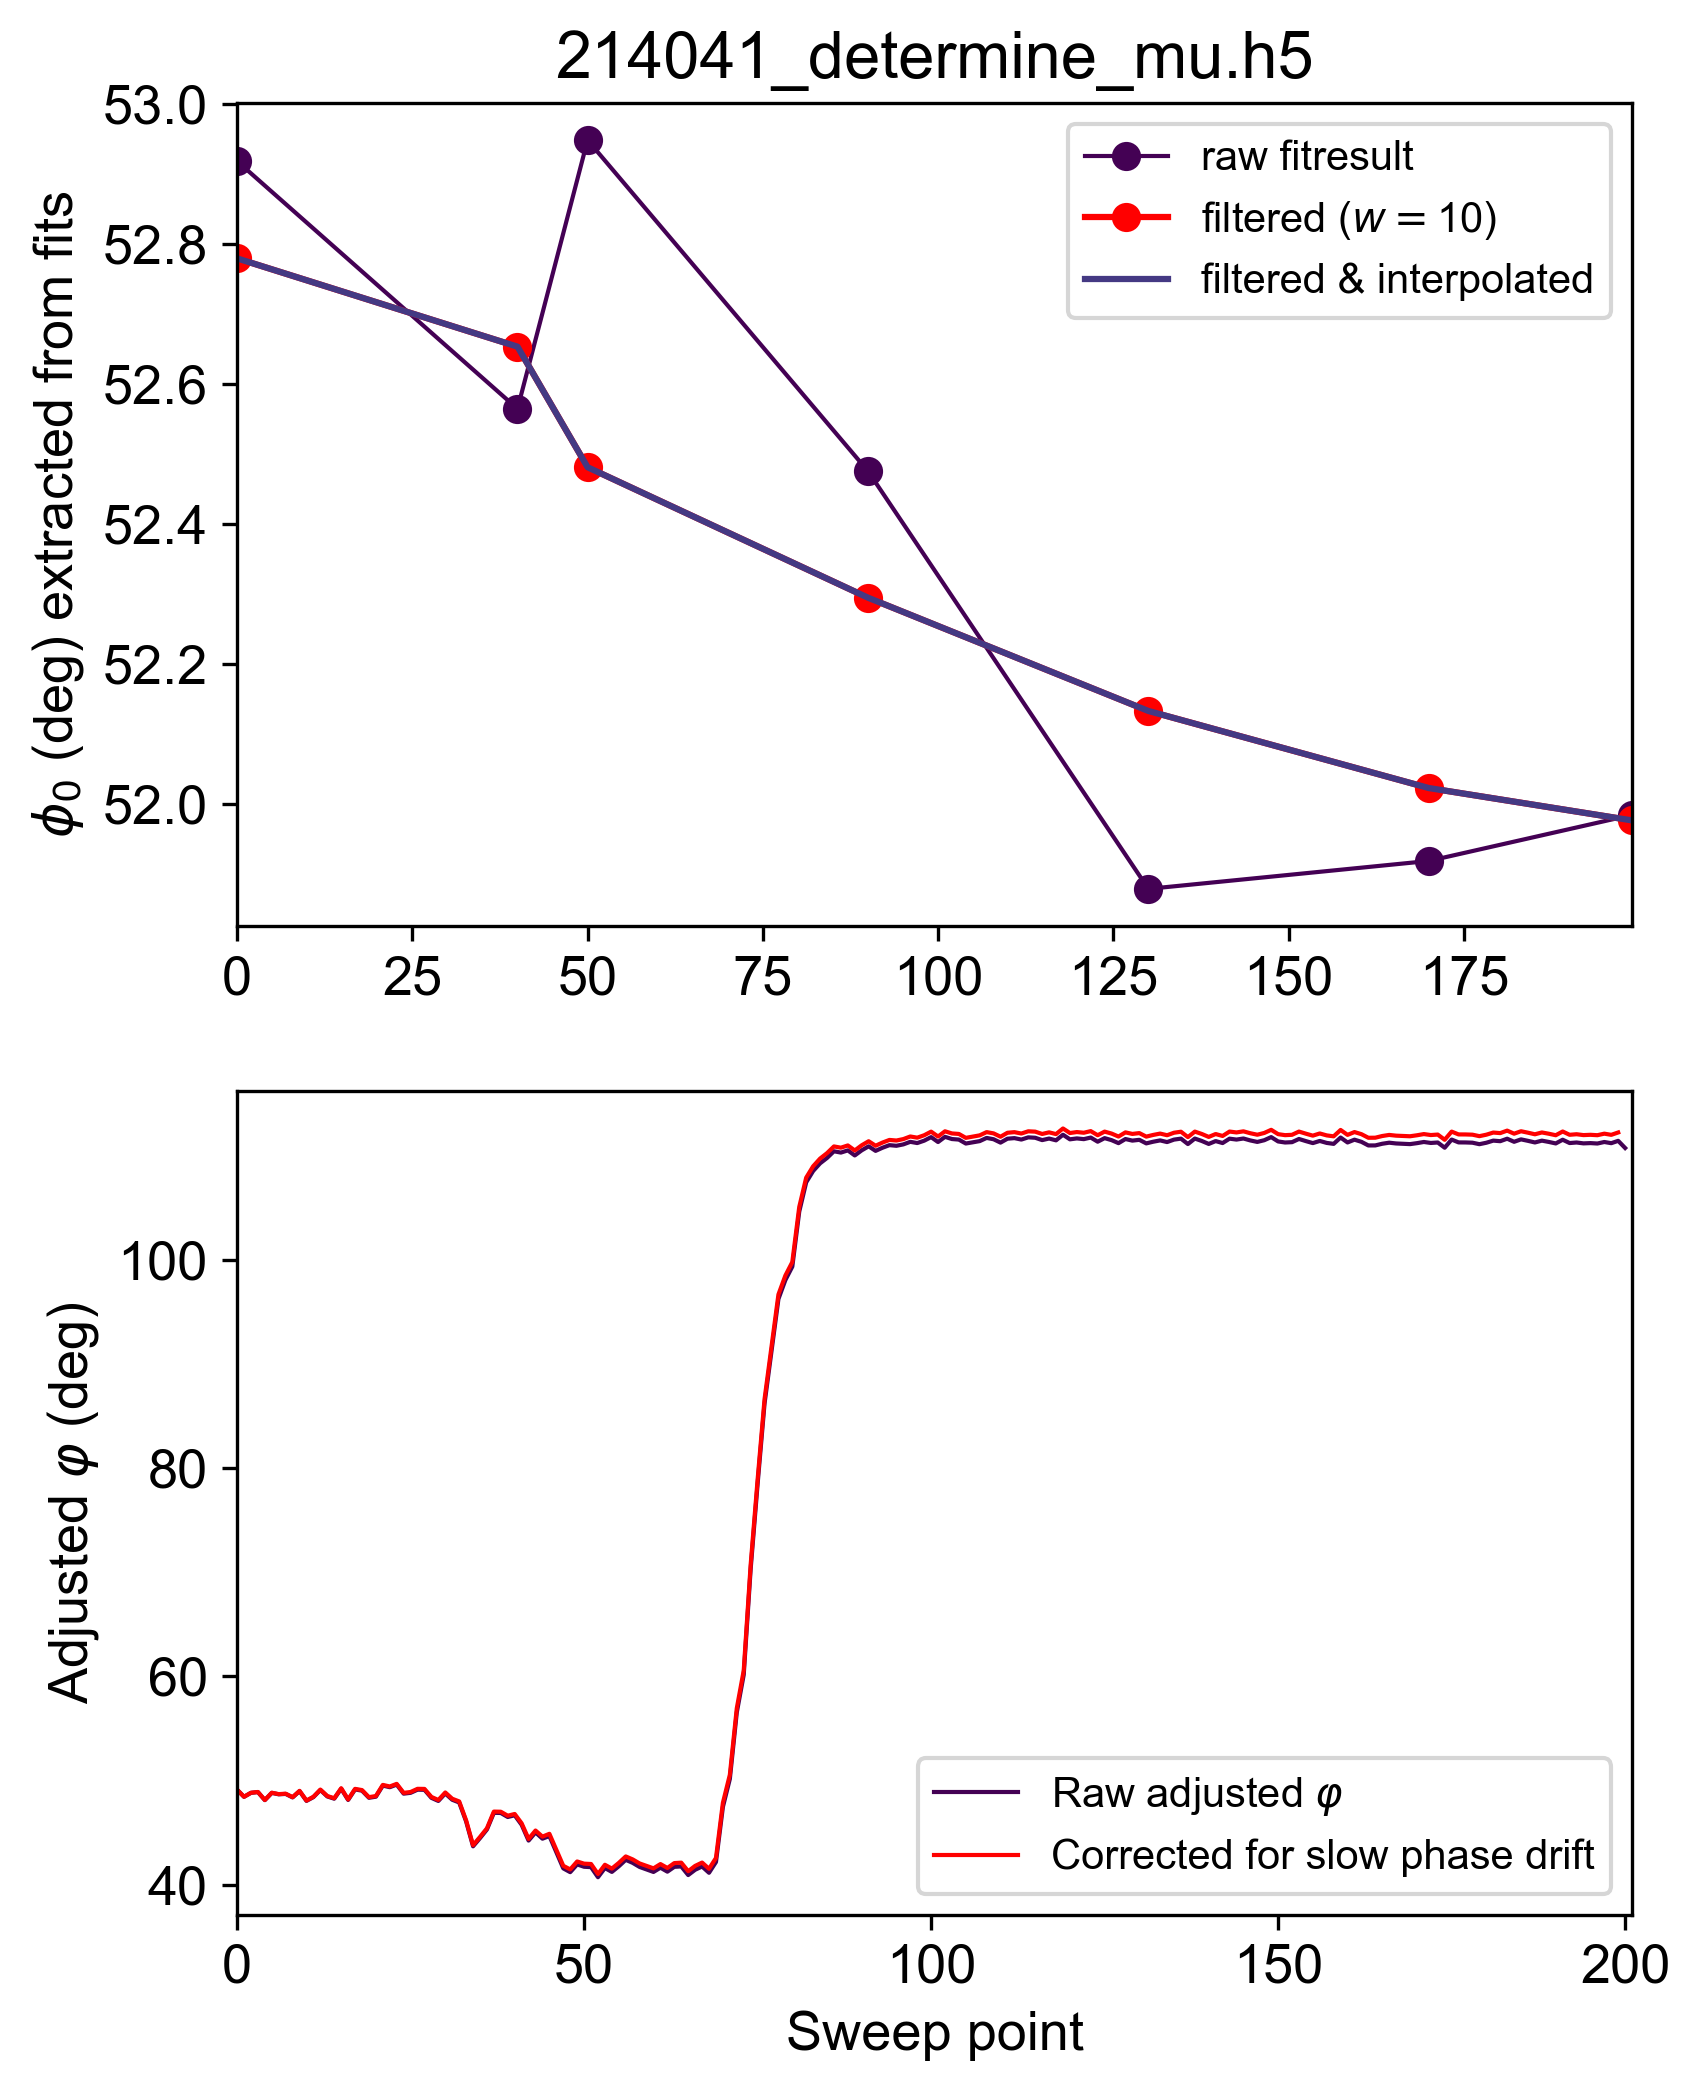 214041_determine_mu.h5
53.0
52.8
52.6
52.4
52.2
52.0
ϕ₀ (deg) extracted from fits
raw fitresult
filtered (w = 10)
filtered & interpolated
0 25 50 75 100 125 150 175
100
80
60
40
Adjusted φ (deg)
Raw adjusted φ
Corrected for slow phase drift
0 50 100 150 200
Sweep point